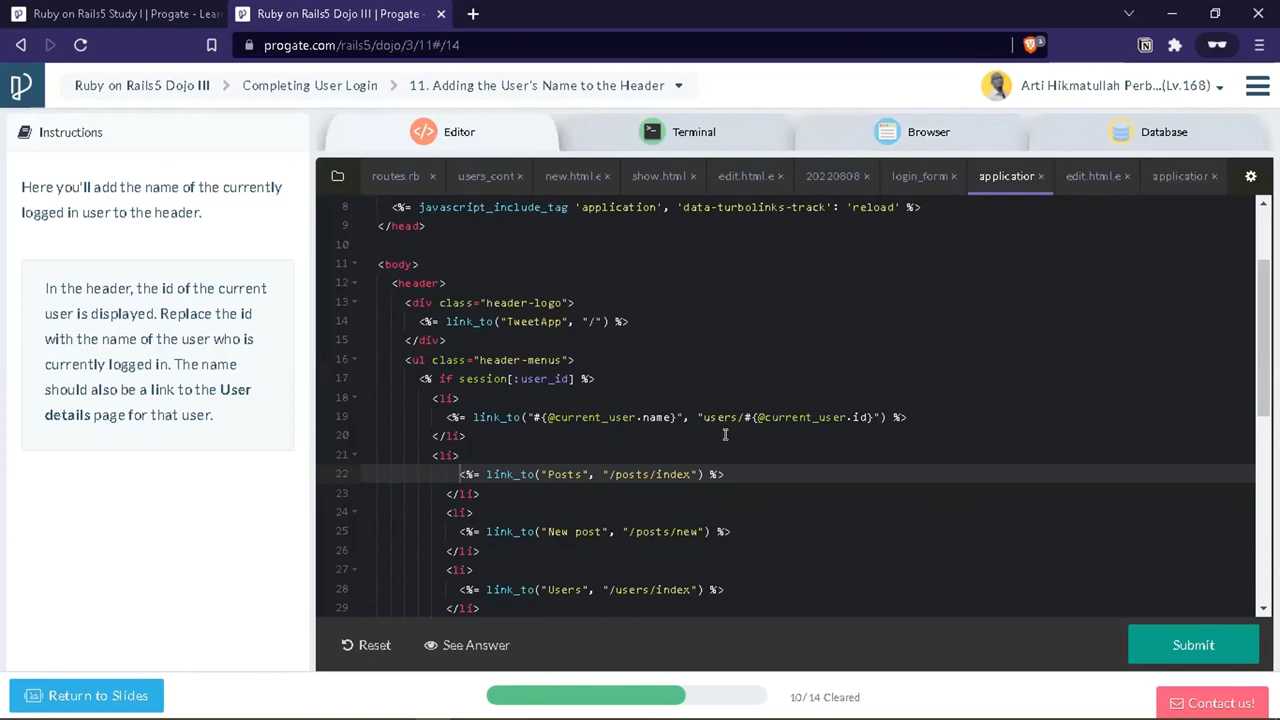 Ruby on Rails5 Study I | Progate - Lear
Ruby on Rails5 Dojo III | Progate -
progate.com/rails5/dojo/3/11#/14
Ruby on Rails5 Dojo III
Completing User Login
11. Adding the User's Name to the Header
Arti Hikmatullah Perb...(Lv.168)
Instructions
Editor
Terminal
Browser
Database
routes.rb
users_cont
new.html.e
show.html
edit.html.e
20220808
login_form
applicatior
edit.html.e
applicatior
Here you'll add the name of the currently
logged in user to the header.
In the header, the id of the current
user is displayed. Replace the id
with the name of the user who is
currently logged in. The name
should also be a link to the User
details page for that user.
8 <%= javascript_include_tag 'application', 'data-turbolinks-track': 'reload' %>
9 </head>
10
11 <body>
12 <header>
13 <div class="header-logo">
14 <%= link_to("TweetApp", "/") %>
15 </div>
16 <ul class="header-menus">
17 <% if session[:user_id] %>
18 <li>
19 <%= link_to("#{@current_user.name}", "users/#{@current_user.id}") %>
20 </li>
21 <li>
22 <%= link_to("Posts", "/posts/index") %>
23 </li>
24 <li>
25 <%= link_to("New post", "/posts/new") %>
26 </li>
27 <li>
28 <%= link_to("Users", "/users/index") %>
29 </li>
Reset
See Answer
Submit
Return to Slides
10/14 Cleared
Contact us!